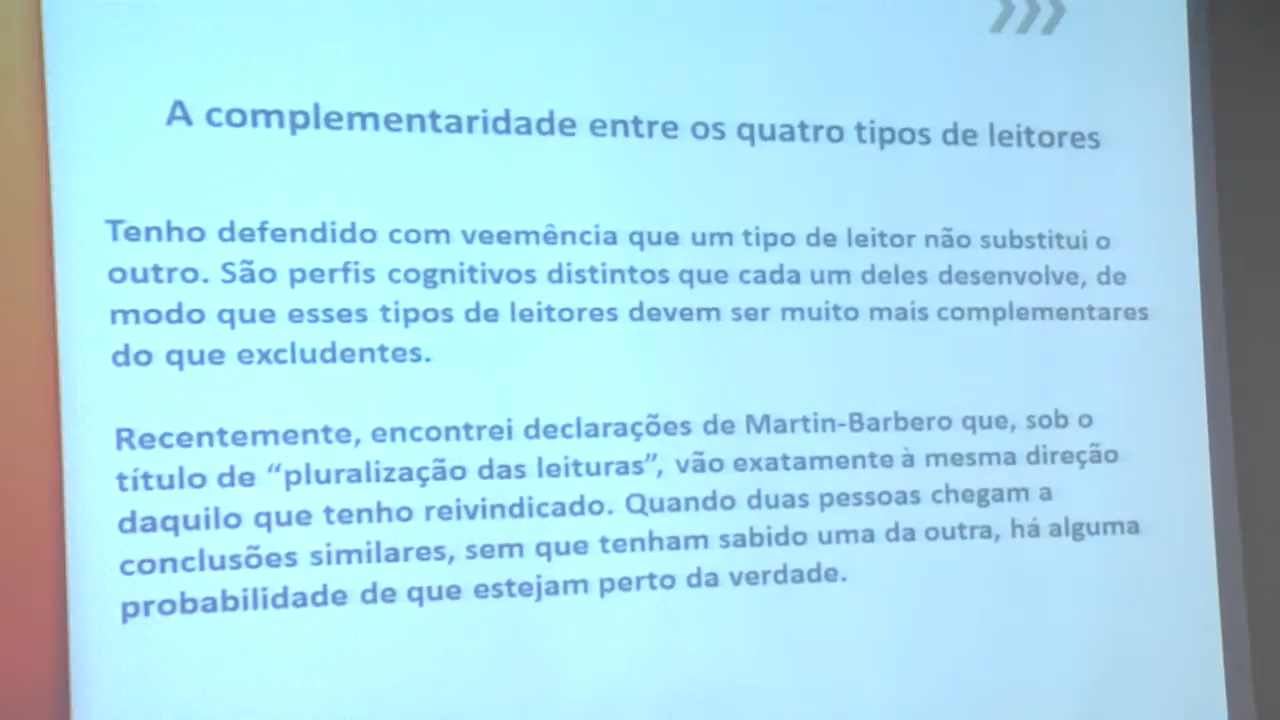 A complementaridade entre os quatro tipos de leitores
Tenho defendido com veemência que um tipo de leitor não substitui o
outro. São perfis cognitivos distintos que cada um deles desenvolve, de
modo que esses tipos de leitores devem ser muito mais complementares
do que excludentes.
Recentemente, encontrei declarações de Martin-Barbero que, sob o
título de “pluralização das leituras”, vão exatamente à mesma direção
daquilo que tenho reivindicado. Quando duas pessoas chegam a
conclusões similares, sem que tenham sabido uma da outra, há alguma
probabilidade de que estejam perto da verdade.